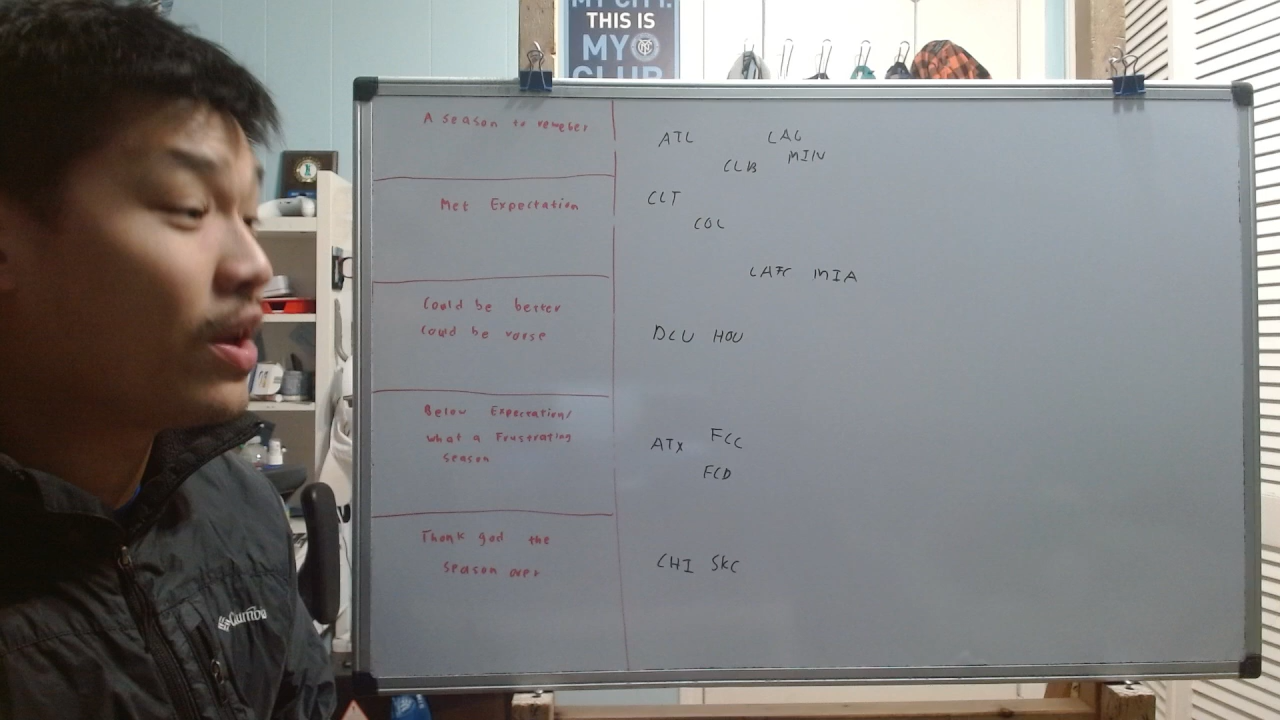 MY CITY.
THIS IS
MY
CLUB
A season to remeber
ATL
LAG
CLB
MIN
Met Expectation
CLT
COL
LAFC MIA
Could be better
Could be worse
DCU HOU
Below Expectation/
what a Frustrating
season
ATX
FCC
FCD
Thank god the
season over
CHI SKC
Columbia